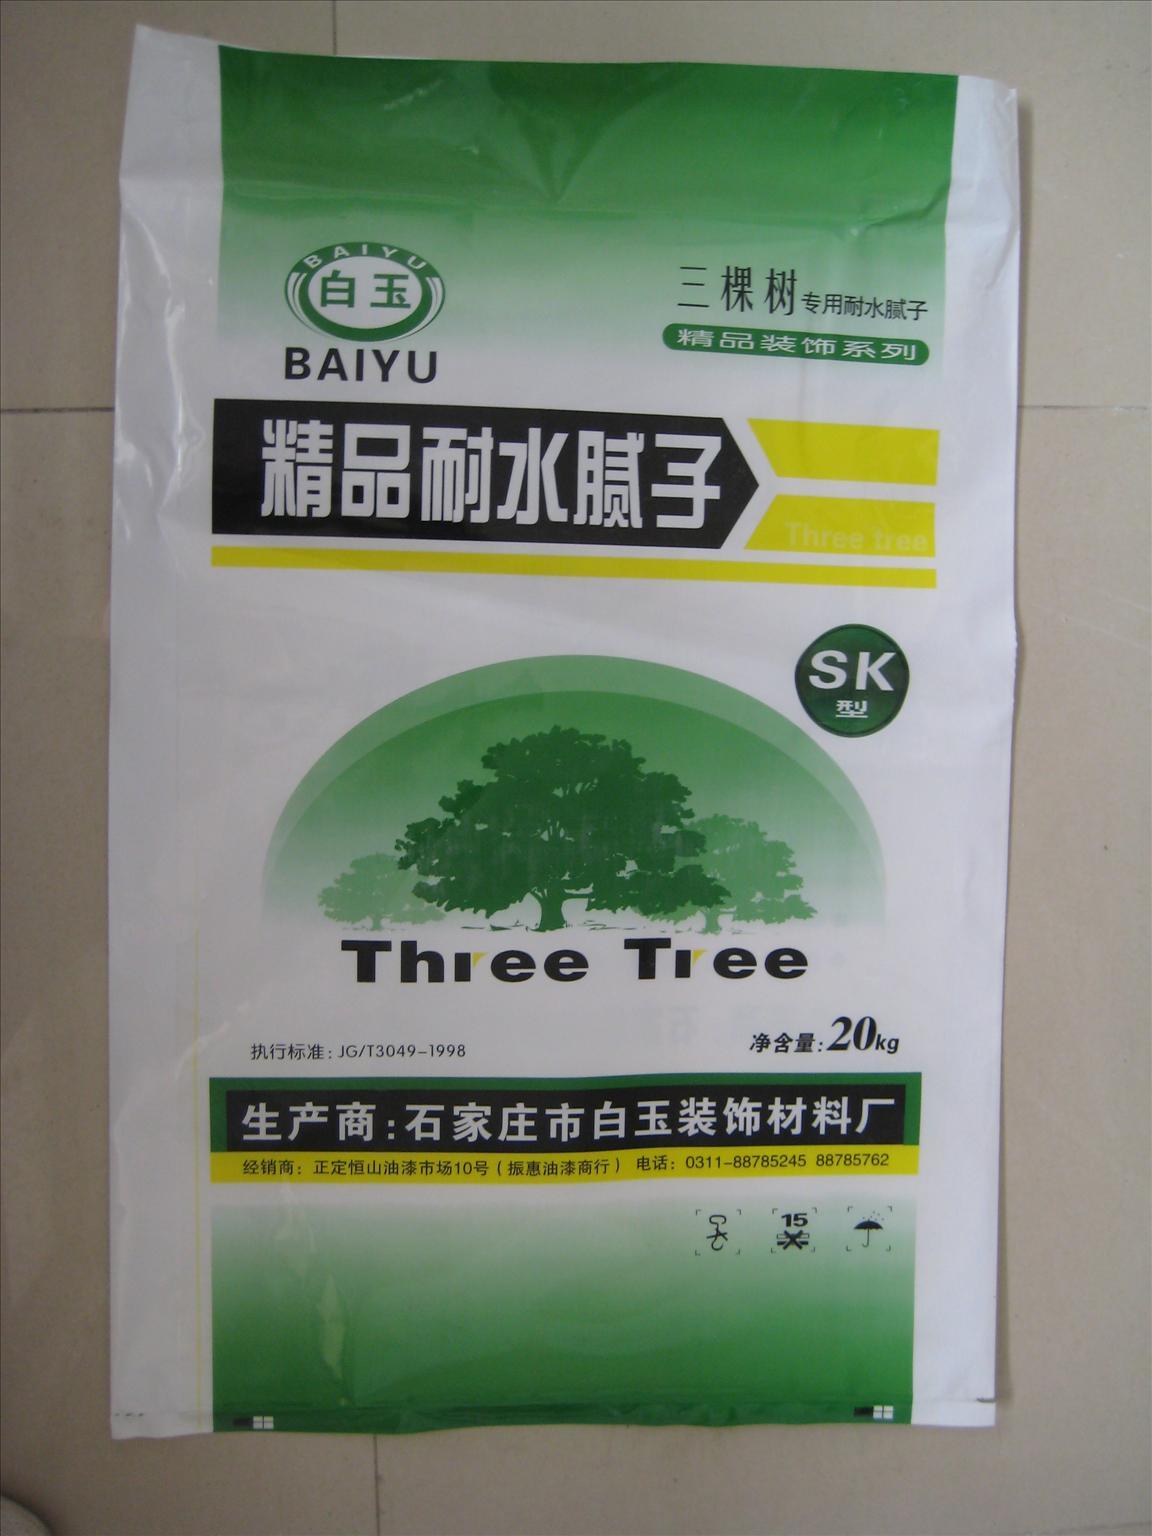 BAIYU
白玉
BAIYU
三棵树专用耐水腻子
精品装饰系列
精品耐水腻子
Three tree
SK
型
Three Tree
执行标准: JG/T3049-1998
净含量:20kg
生产商:石家庄市白玉装饰材料厂
经销商: 正定恒山油漆市场10号(振惠油漆商行) 电话: 0311-88785245 88785762
15